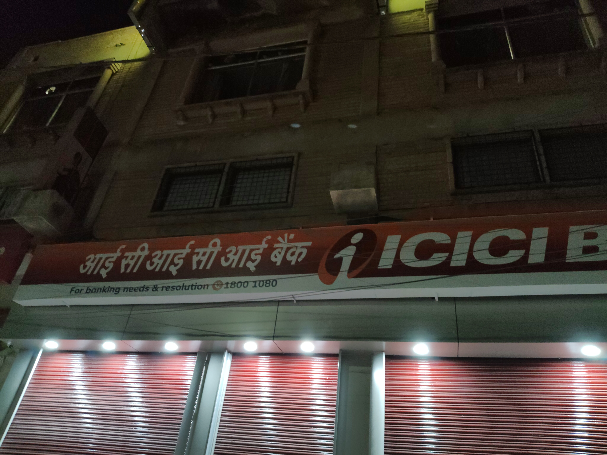 आई सी आई सी आई बैंक
ICICI B
For banking needs & resolution 1800 1080